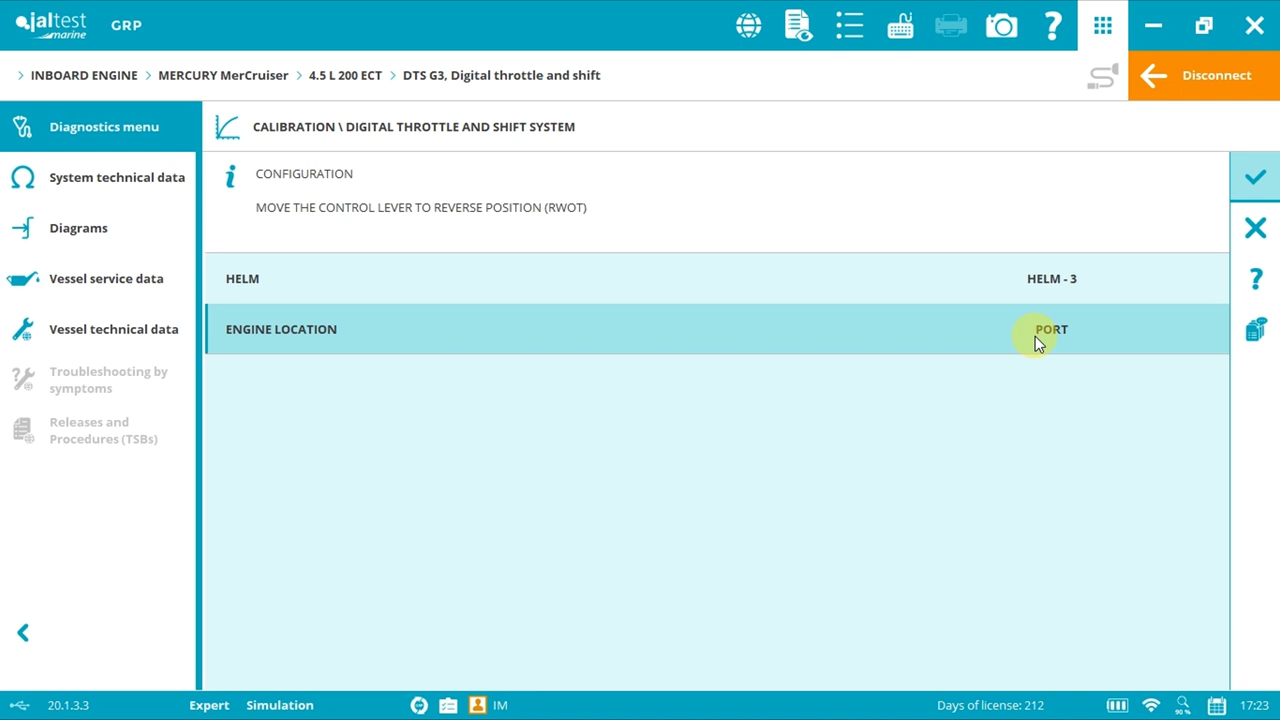 jaltest
marine
GRP
INBOARD ENGINE
MERCURY MerCruiser
4.5 L 200 ECT
DTS G3, Digital throttle and shift
Disconnect
Diagnostics menu
System technical data
Diagrams
Vessel service data
Vessel technical data
Troubleshooting by
symptoms
Releases and
Procedures (TSBs)
CALIBRATION \ DIGITAL THROTTLE AND SHIFT SYSTEM
CONFIGURATION
MOVE THE CONTROL LEVER TO REVERSE POSITION (RWOT)
HELM HELM - 3
ENGINE LOCATION PORT
20.1.3.3 Expert Simulation IM Days of license: 212 90 % 17:23